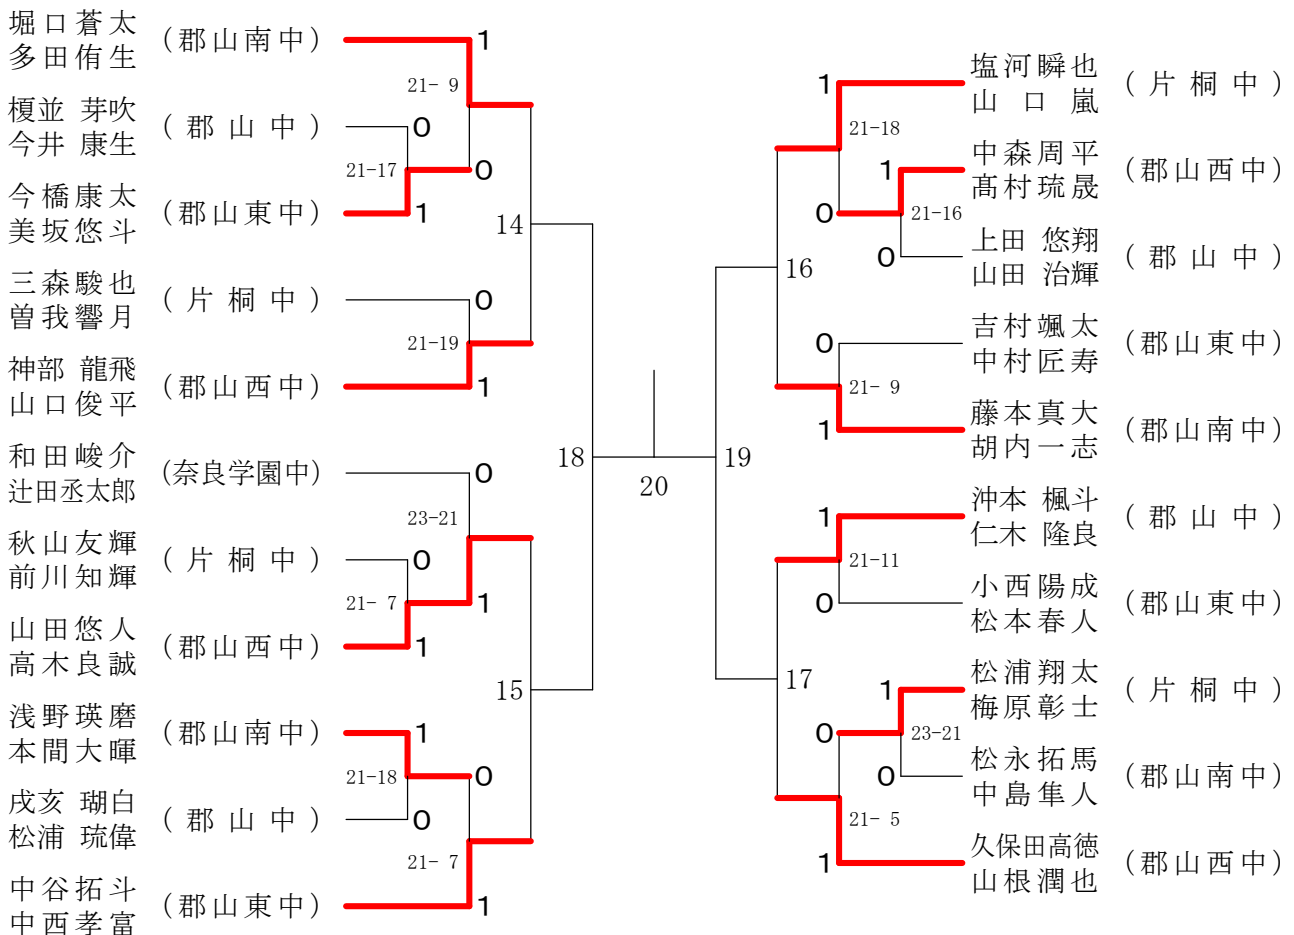 堀口蒼太
多田侑生
(郡山南中)
1
21- 9
榎並 芽吹
今井 康生
(郡山中)
0
21-17
0
今橋康太
美坂悠斗
(郡山東中)
1
14
三森駿也
曽我響月
(片桐中)
0
21-19
神部 龍飛
山口俊平
(郡山西中)
1
18
和田峻介
辻田丞太郎
(奈良学園中)
0
23-21
秋山友輝
前川知輝
(片桐中)
0
21- 7
1
山田悠人
高木良誠
(郡山西中)
1
15
浅野瑛磨
本間大暉
(郡山南中)
1
21-18
0
戌亥 瑚白
松浦 琉偉
(郡山中)
0
21- 7
中谷拓斗
中西孝富
(郡山東中)
1
20
塩河瞬也
山口嵐
(片桐中)
1
21-18
中森周平
髙村琉晟
(郡山西中)
1
0
21-16
上田 悠翔
山田 治輝
(郡山中)
0
16
吉村颯太
中村匠寿
(郡山東中)
0
21- 9
藤本真大
胡内一志
(郡山南中)
1
19
沖本 楓斗
仁木 隆良
(郡山中)
1
21-11
小西陽成
松本春人
(郡山東中)
0
17
松浦翔太
梅原彰士
(片桐中)
1
0
23-21
松永拓馬
中島隼人
(郡山南中)
0
21- 5
久保田高徳
山根潤也
(郡山西中)
1